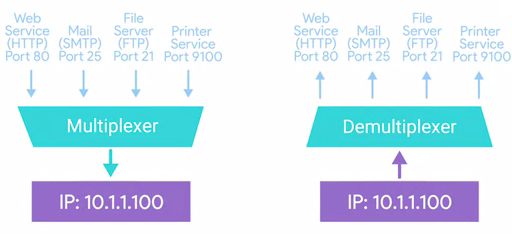 Web
Service
(HTTP)
Port 80
Mail
(SMTP)
Port 25
File
Server
(FTP)
Port 21
Printer
Service
Port 9100
Multiplexer
IP: 10.1.1.100
Web
Service
(HTTP)
Port 80
Mail
(SMTP)
Port 25
File
Server
(FTP)
Port 21
Printer
Service
Port 9100
Demultiplexer
IP: 10.1.1.100